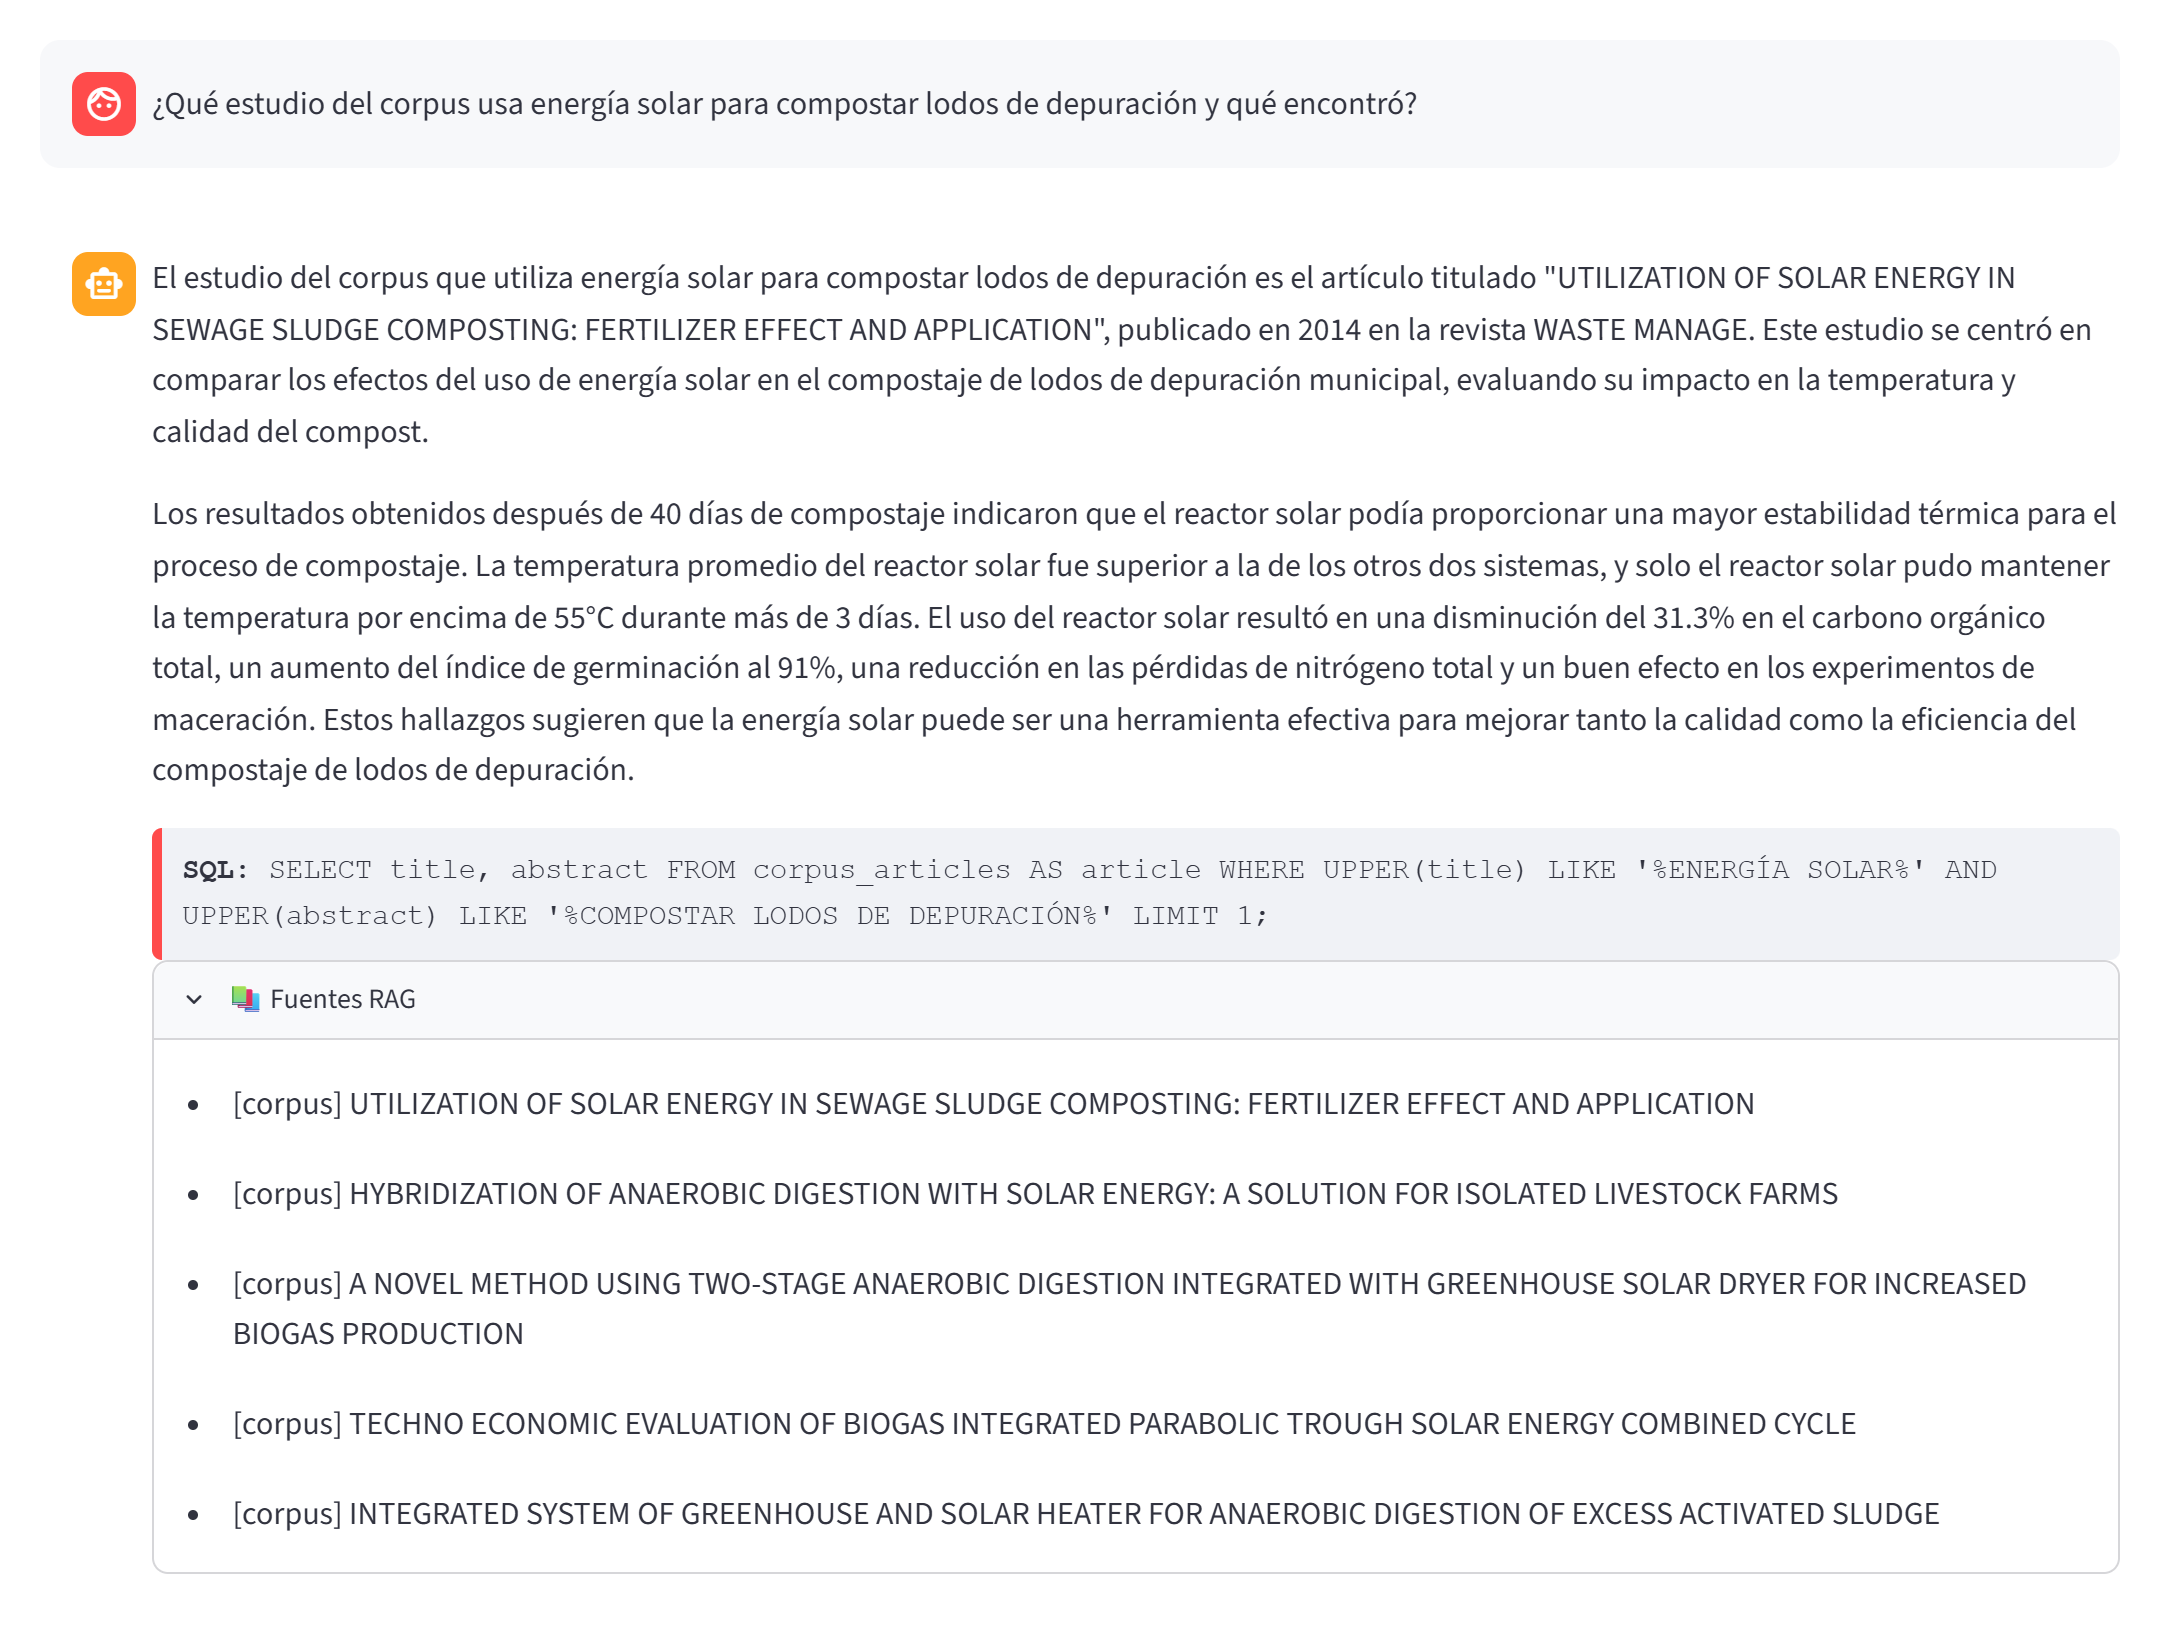 ¿Qué estudio del corpus usa energía solar para compostar lodos de depuración y qué encontró?
El estudio del corpus que utiliza energía solar para compostar lodos de depuración es el artículo titulado "UTILIZATION OF SOLAR ENERGY IN
SEWAGE SLUDGE COMPOSTING: FERTILIZER EFFECT AND APPLICATION", publicado en 2014 en la revista WASTE MANAGE. Este estudio se centró en
comparar los efectos del uso de energía solar en el compostaje de lodos de depuración municipal, evaluando su impacto en la temperatura y
calidad del compost.
Los resultados obtenidos después de 40 días de compostaje indicaron que el reactor solar podía proporcionar una mayor estabilidad térmica para el
proceso de compostaje. La temperatura promedio del reactor solar fue superior a la de los otros dos sistemas, y solo el reactor solar pudo mantener
la temperatura por encima de 55°C durante más de 3 días. El uso del reactor solar resultó en una disminución del 31.3% en el carbono orgánico
total, un aumento del índice de germinación al 91%, una reducción en las pérdidas de nitrógeno total y un buen efecto en los experimentos de
maceración. Estos hallazgos sugieren que la energía solar puede ser una herramienta efectiva para mejorar tanto la calidad como la eficiencia del
compostaje de lodos de depuración.
SQL: SELECT title, abstract FROM corpus_articles AS article WHERE UPPER(title) LIKE '%ENERGÍA SOLAR%' AND
UPPER(abstract) LIKE '%COMPOSTAR LODOS DE DEPURACIÓN%' LIMIT 1;
Fuentes RAG
• [corpus] UTILIZATION OF SOLAR ENERGY IN SEWAGE SLUDGE COMPOSTING: FERTILIZER EFFECT AND APPLICATION
• [corpus] HYBRIDIZATION OF ANAEROBIC DIGESTION WITH SOLAR ENERGY: A SOLUTION FOR ISOLATED LIVESTOCK FARMS
• [corpus] A NOVEL METHOD USING TWO-STAGE ANAEROBIC DIGESTION INTEGRATED WITH GREENHOUSE SOLAR DRYER FOR INCREASED
BIOGAS PRODUCTION
• [corpus] TECHNO ECONOMIC EVALUATION OF BIOGAS INTEGRATED PARABOLIC TROUGH SOLAR ENERGY COMBINED CYCLE
• [corpus] INTEGRATED SYSTEM OF GREENHOUSE AND SOLAR HEATER FOR ANAEROBIC DIGESTION OF EXCESS ACTIVATED SLUDGE